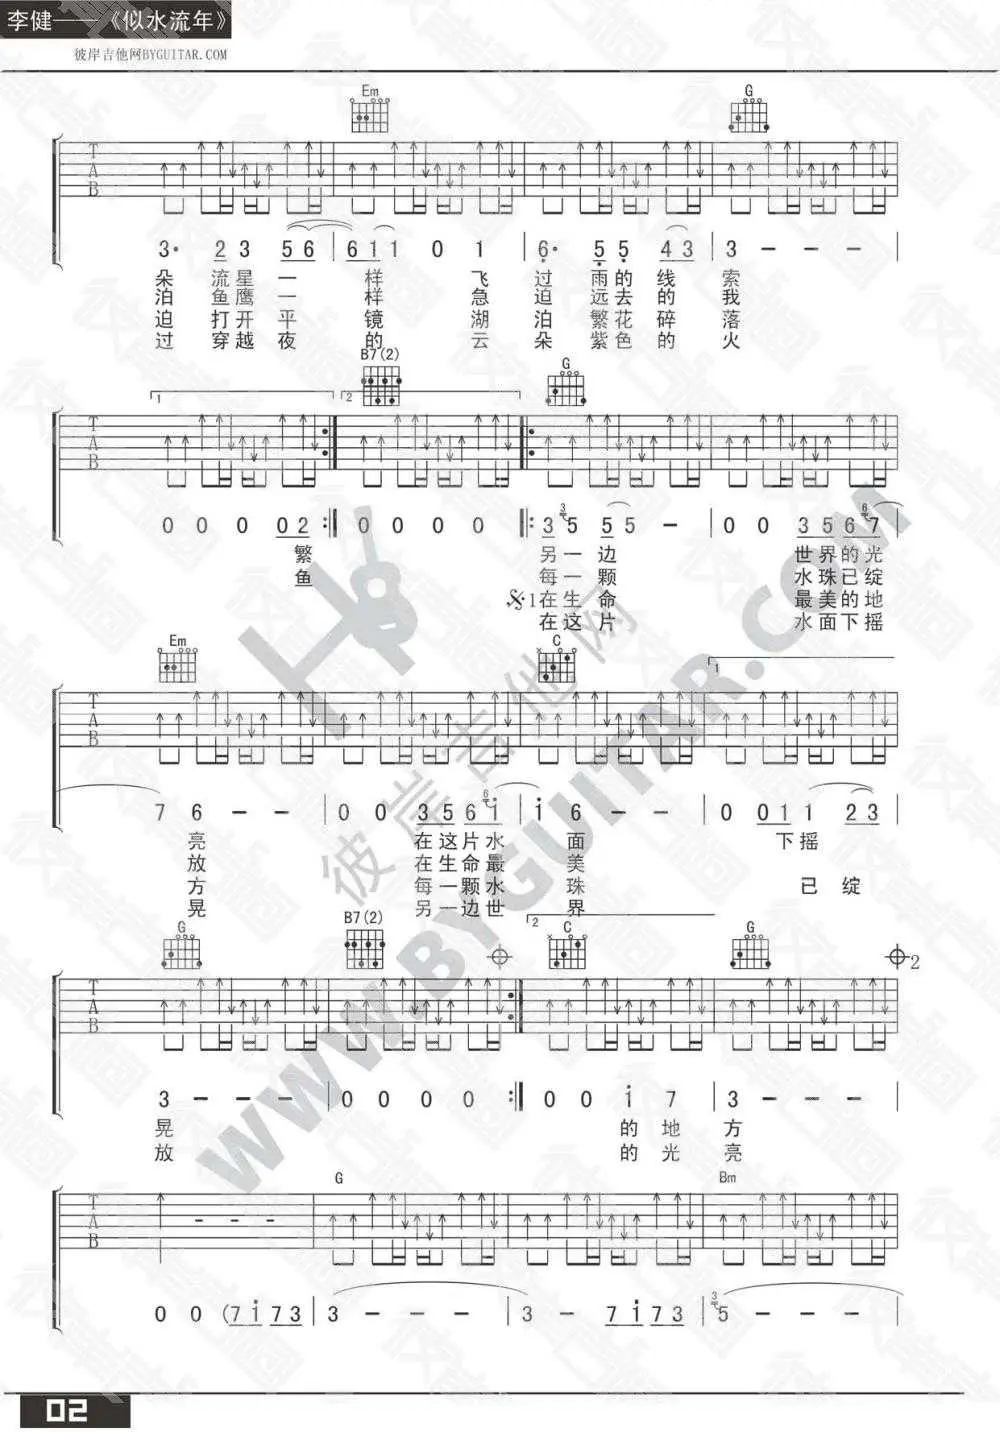 李健——《似水流年》
彼岸吉他网BYGUITAR.COM
Em G
T
A
B
3· 2 3 5 6 | 6 1 1 0 1 | 6· 5 5 4 3 | 3 - - - |
朵 流 星 一 样 飞 过 雨 的 线 索
泊 鱼 鹰 一 样 急 迫 远 去 的 我
迫 打 开 平 镜 湖 泊 繁 花 碎 落
过 穿 越 夜 的 云 朵 紫 色 的 火
B7(2) G
1 2
T
A
B
0 0 0 0 2 :‖ 0 0 0 0 ‖: 3 3 5 5 5 - | 0 0 3 5 6 6 7
繁 另 一 边 世 界 的 光
鱼 每 一 颗 水 珠 已 绽
1 在 生 命 最 美 的 地
在 这 片 水 面 下 摇
Em C
1
T
A
B
7 6 - - | 0 0 3 5 6 6 i | i 6 - - | 0 0 1 1 2 3
亮 在 这 片 水 面 下 摇
放 在 生 命 最 美
方 每 一 颗 水 珠 已 绽
晃 另 一 边 世 界
G B7(2) 2 C G
2
T
A
B
3 - - - | 0 0 0 0 :‖ 0 0 i 7 | 3 - - - |
晃 的 地 方
放 的 光 亮
G Bm
T
A
B
- - -
0 0 (7 i 7 3 | 3 - - - | 3 - 7 i 7 3 | 3 5 - - -
02
WWW.BYGUITAR.COM
彼岸吉他网